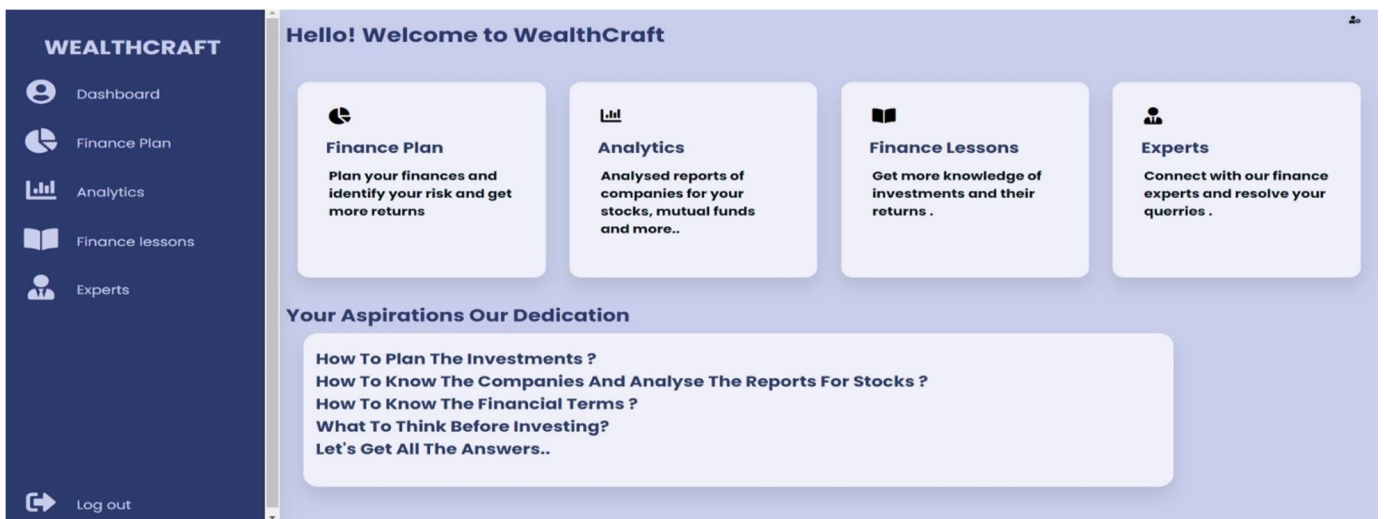 WEALTHCRAFT
Dashboard
Finance Plan
Analytics
Finance lessons
Experts
Log out
Hello! Welcome to WealthCraft
Finance Plan
Plan your finances and
identify your risk and get
more returns
Analytics
Analysed reports of
companies for your
stocks, mutual funds
and more..
Finance Lessons
Get more knowledge of
investments and their
returns .
Experts
Connect with our finance
experts and resolve your
querries .
Your Aspirations Our Dedication
How To Plan The Investments ?
How To Know The Companies And Analyse The Reports For Stocks ?
How To Know The Financial Terms ?
What To Think Before Investing?
Let's Get All The Answers..